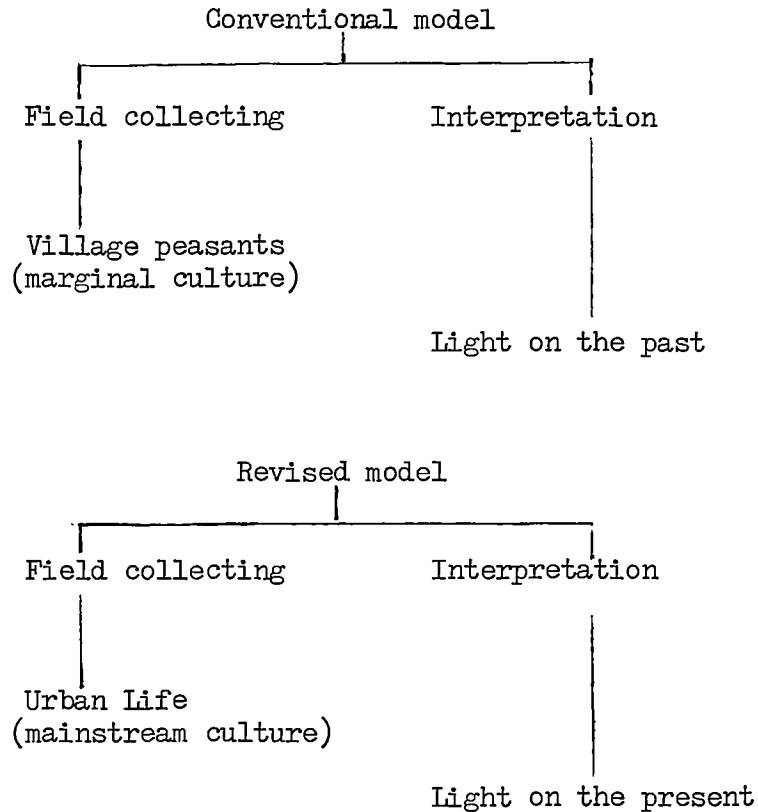 Conventional model
Field collecting Interpretation
Village peasants
(marginal culture)
Light on the past
Revised model
Field collecting Interpretation
Urban Life
(mainstream culture)
Light on the present